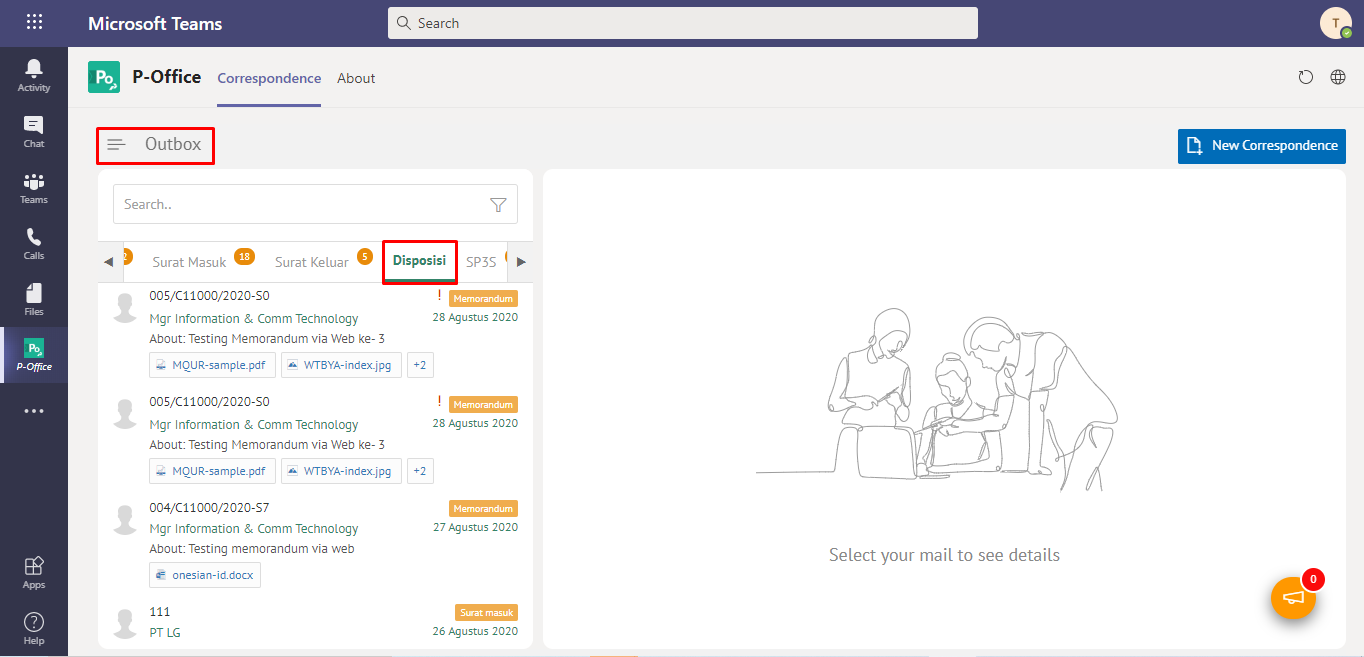 Microsoft Teams
Search
T
Activity
Chat
Teams
Calls
Files
P-Office
Apps
Help
Po
P-Office
Correspondence
About
Outbox
New Correspondence
Search..
2
Surat Masuk 18
Surat Keluar 5
Disposisi
SP3S
005/C11000/2020-S0
! Memorandum
Mgr Information & Comm Technology
28 Agustus 2020
About: Testing Memorandum via Web ke- 3
MQUR-sample.pdf WTBYA-index.jpg +2
005/C11000/2020-S0
! Memorandum
Mgr Information & Comm Technology
28 Agustus 2020
About: Testing Memorandum via Web ke- 3
MQUR-sample.pdf WTBYA-index.jpg +2
004/C11000/2020-S7
Memorandum
Mgr Information & Comm Technology
27 Agustus 2020
About: Testing memorandum via web
onesian-id.docx
111
Surat masuk
PT LG
26 Agustus 2020
Select your mail to see details
0